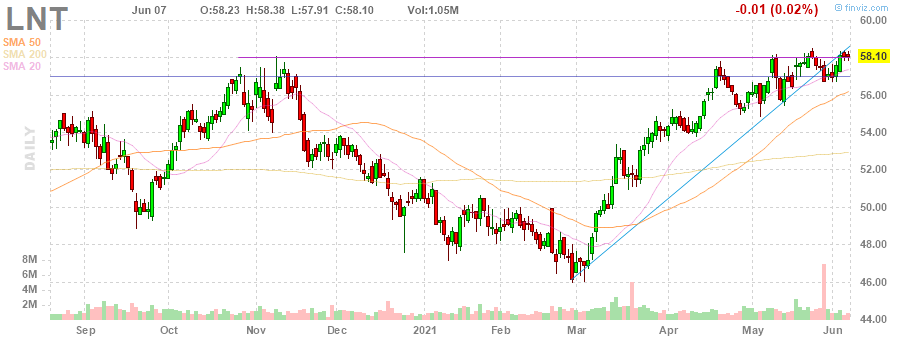 LNT
Jun 07
O:58.23 H:58.38 L:57.91 C:58.10
Vol:1.05M
-0.01 (0.02%)
© finviz.com
SMA 50
SMA 200
SMA 20
DAILY
60.00
58.10
56.00
54.00
52.00
50.00
48.00
46.00
44.00
8M
6M
4M
2M
Sep Oct Nov Dec 2021 Feb Mar Apr May Jun